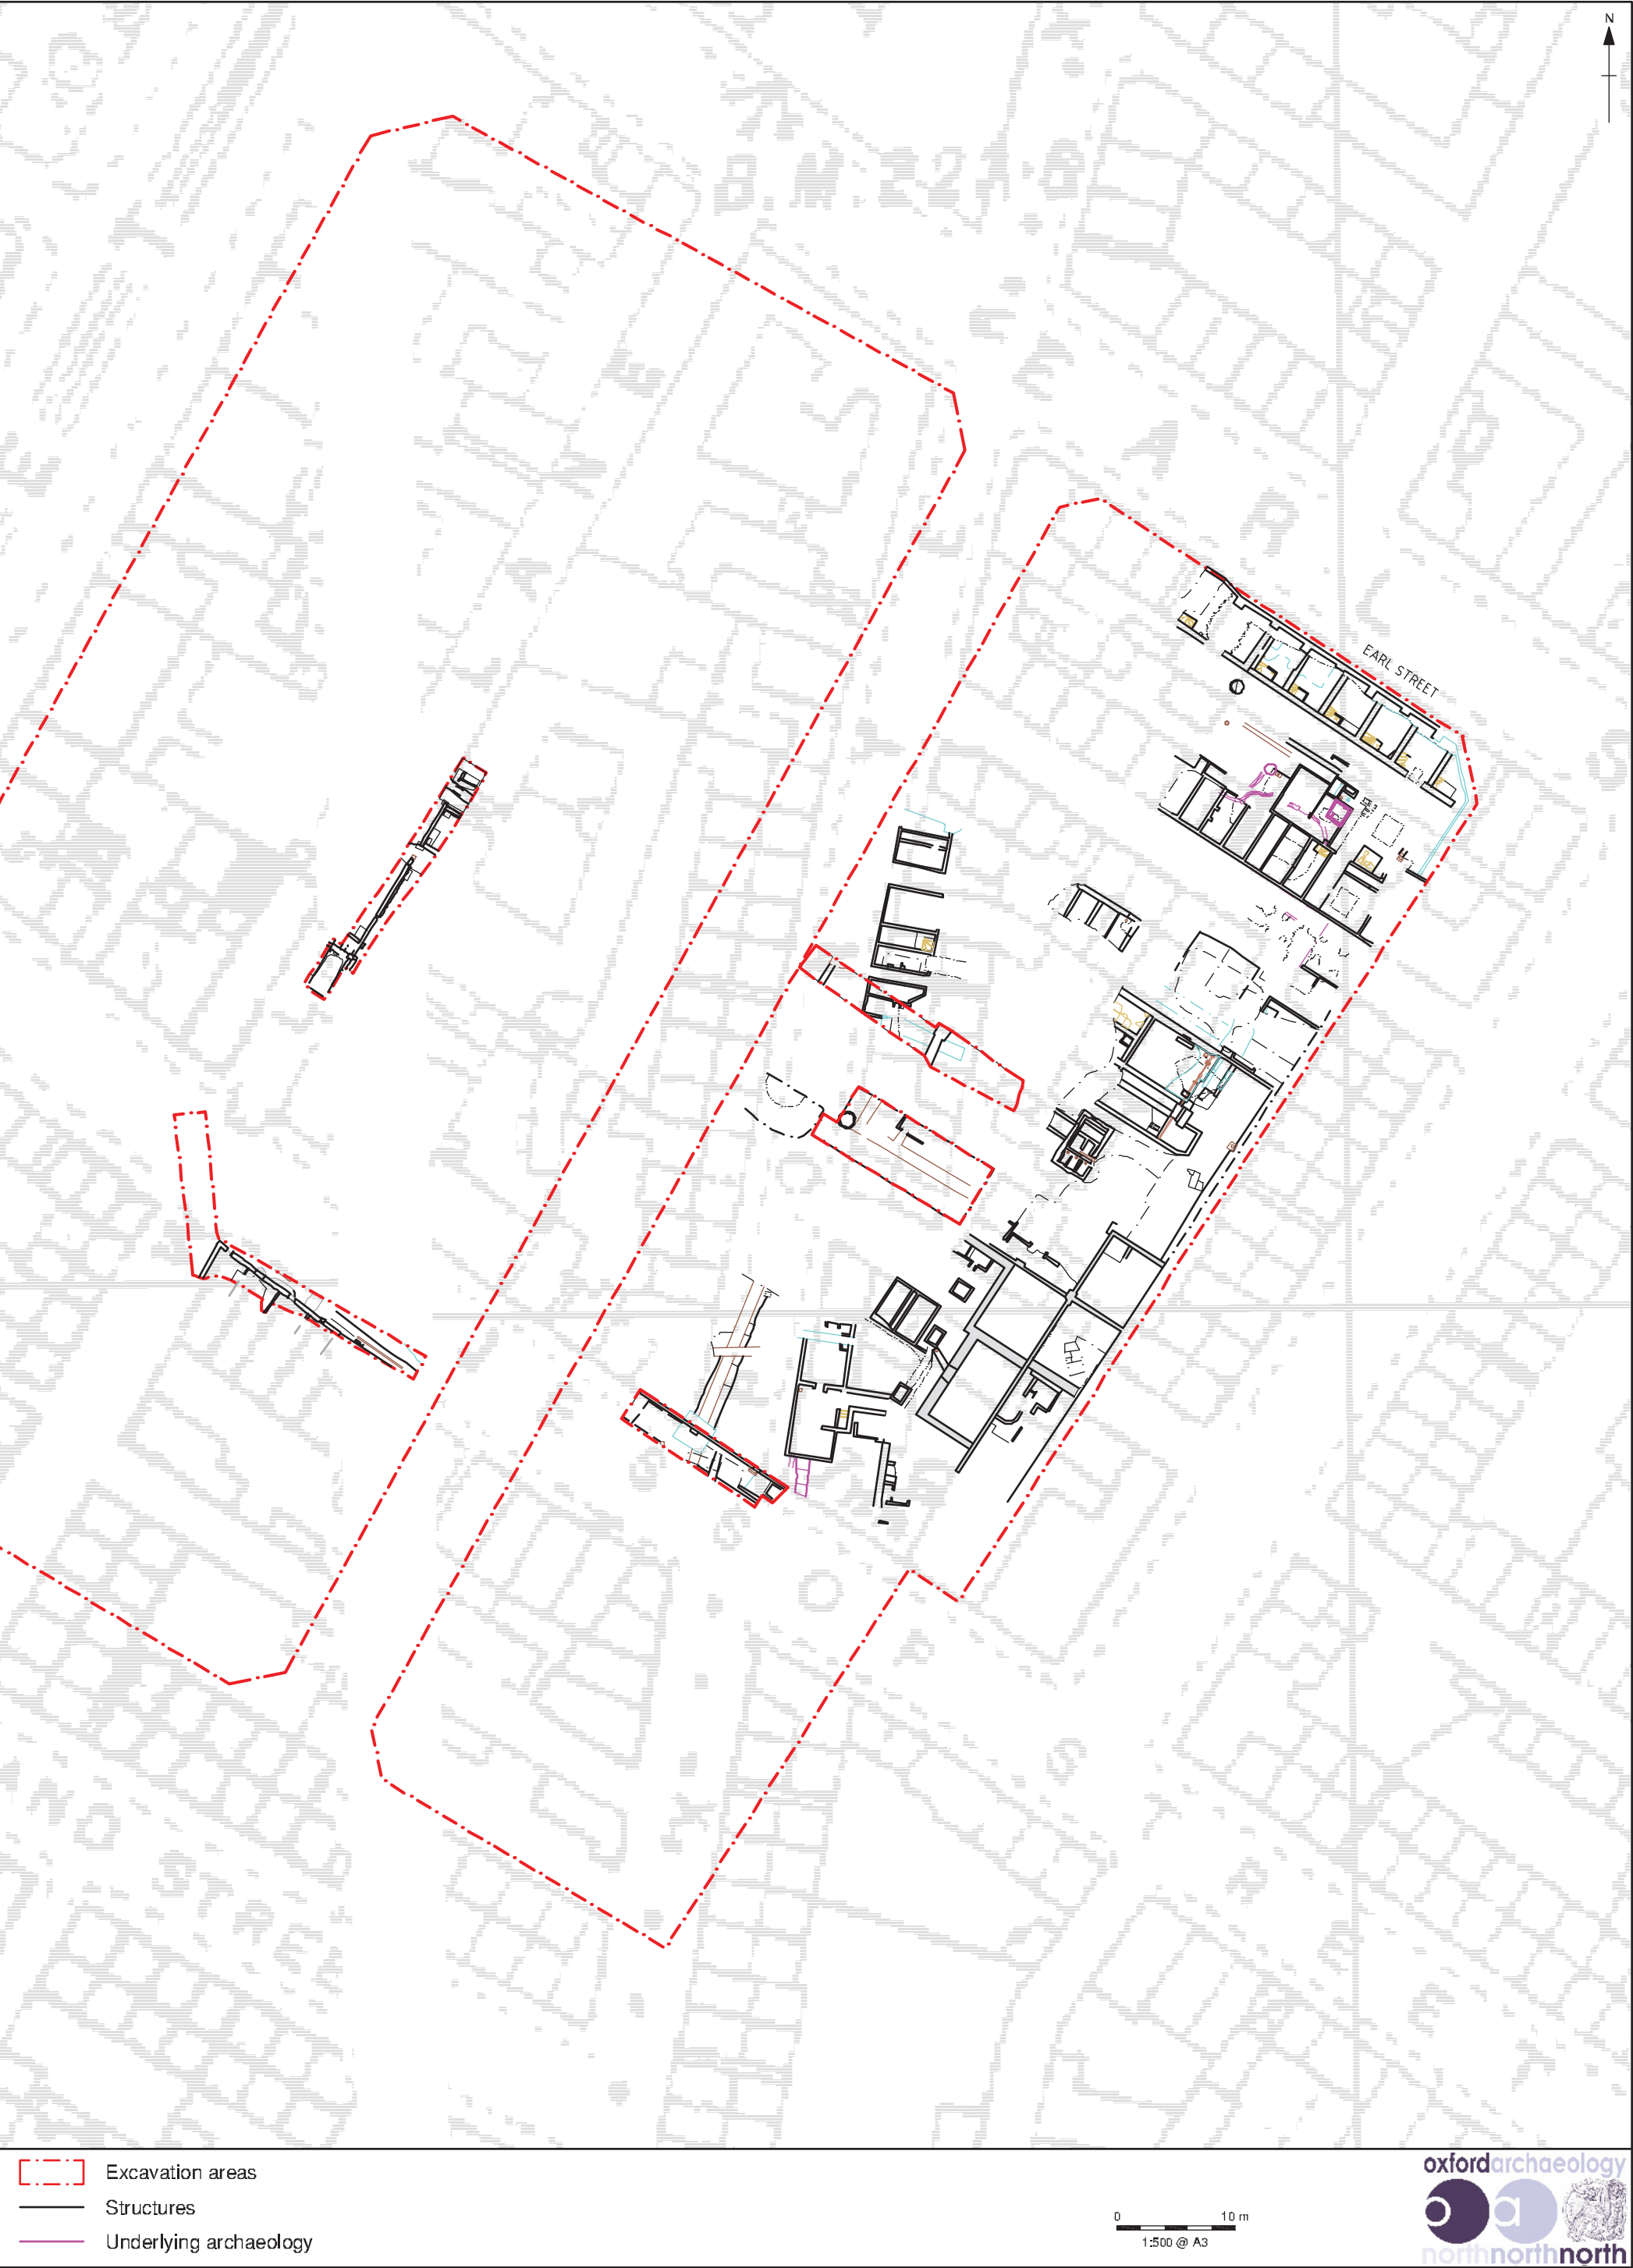 N
EARL STREET
Excavation areas
Structures
Underlying archaeology
0 10 m
1:500 @ A3
oxfordarchaeology
o a
northnorthnorth